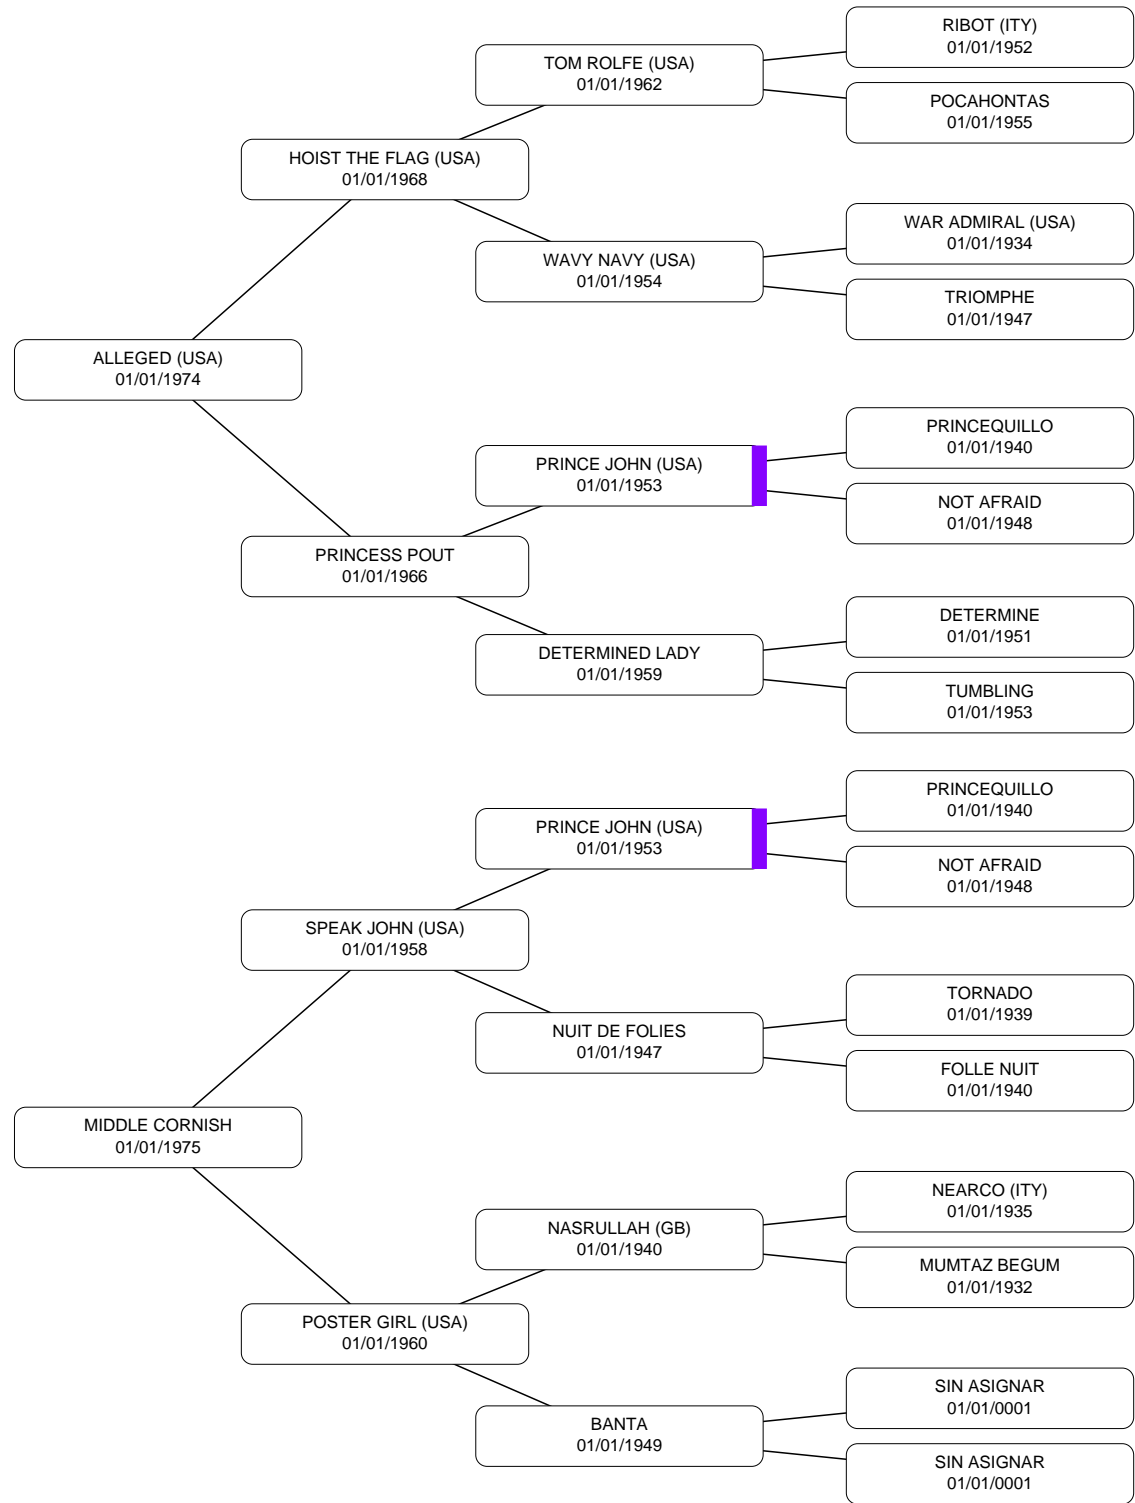 RIBOT (ITY)
01/01/1952
TOM ROLFE (USA)
01/01/1962
POCAHONTAS
01/01/1955
HOIST THE FLAG (USA)
01/01/1968
WAR ADMIRAL (USA)
01/01/1934
WAVY NAVY (USA)
01/01/1954
TRIOMPHE
01/01/1947
ALLEGED (USA)
01/01/1974
PRINCEQUILLO
01/01/1940
PRINCE JOHN (USA)
01/01/1953
NOT AFRAID
01/01/1948
PRINCESS POUT
01/01/1966
DETERMINE
01/01/1951
DETERMINED LADY
01/01/1959
TUMBLING
01/01/1953
PRINCEQUILLO
01/01/1940
PRINCE JOHN (USA)
01/01/1953
NOT AFRAID
01/01/1948
SPEAK JOHN (USA)
01/01/1958
TORNADO
01/01/1939
NUIT DE FOLIES
01/01/1947
FOLLE NUIT
01/01/1940
MIDDLE CORNISH
01/01/1975
NEARCO (ITY)
01/01/1935
NASRULLAH (GB)
01/01/1940
MUMTAZ BEGUM
01/01/1932
POSTER GIRL (USA)
01/01/1960
SIN ASIGNAR
01/01/0001
BANTA
01/01/1949
SIN ASIGNAR
01/01/0001